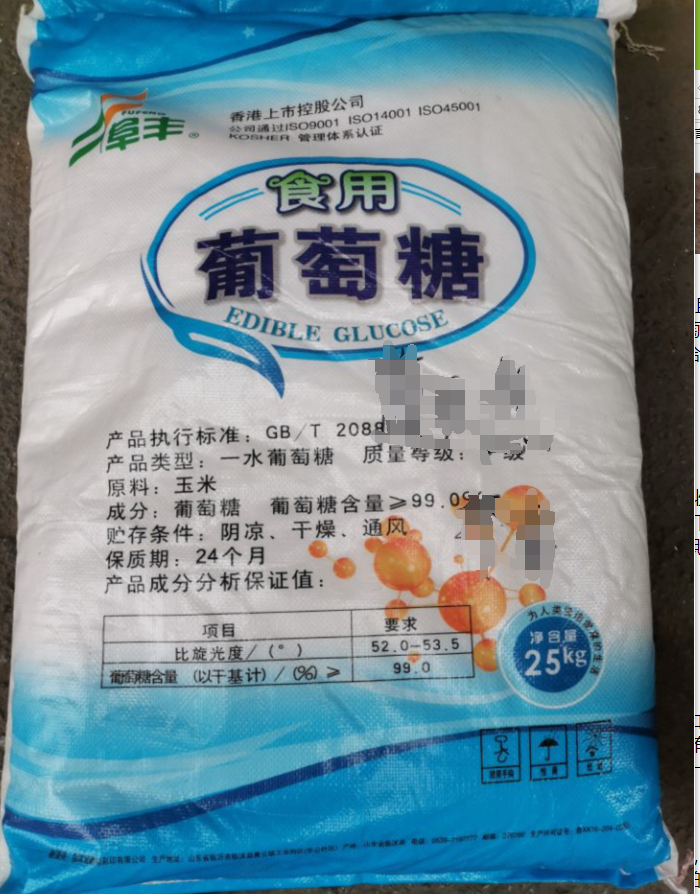 FUFENG
阜丰®
香港上市控股公司
公司通过ISO9001 ISO14001 ISO45001
KOSHER 管理体系认证
食用
葡萄糖
EDIBLE GLUCOSE
产品执行标准：GB/T 2088
产品类型：一水葡萄糖 质量等级：级
原料：玉米
成分：葡萄糖 葡萄糖含量≥99.0%
贮存条件：阴凉、干燥、通风
保质期：24个月
产品成分分析保证值：
项目 要求
比旋光度/(°) 52.0-53.5
葡萄糖含量（以干基计）/(%)≥ 99.0
净含量
25kg